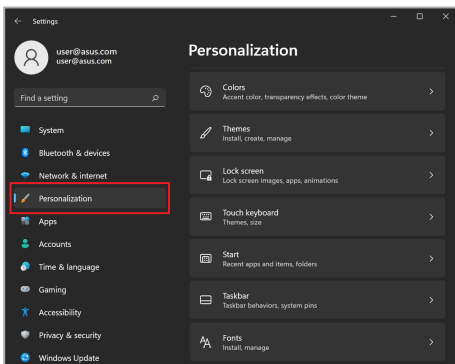 Settings
user@asus.com
user@asus.com
Find a setting
System
Bluetooth & devices
Network & internet
Personalization
Apps
Accounts
Time & language
Gaming
Accessibility
Privacy & security
Windows Update
Personalization
Colors
Accent color, transparency effects, color theme
Themes
Install, create, manage
Lock screen
Lock screen images, apps, animations
Touch keyboard
Themes, size
Start
Recent apps and items, folders
Taskbar
Taskbar behaviors, system pins
Fonts
Install, manage